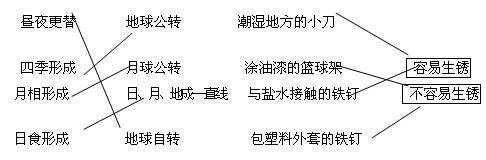 昼夜更替 地球公转 潮湿地方的小刀
四季形成 月球公转 涂油漆的篮球架 容易生锈
月相形成 日、月、地成一直线 与盐水接触的铁钉 不容易生锈
日食形成 地球自转 包塑料外套的铁钉